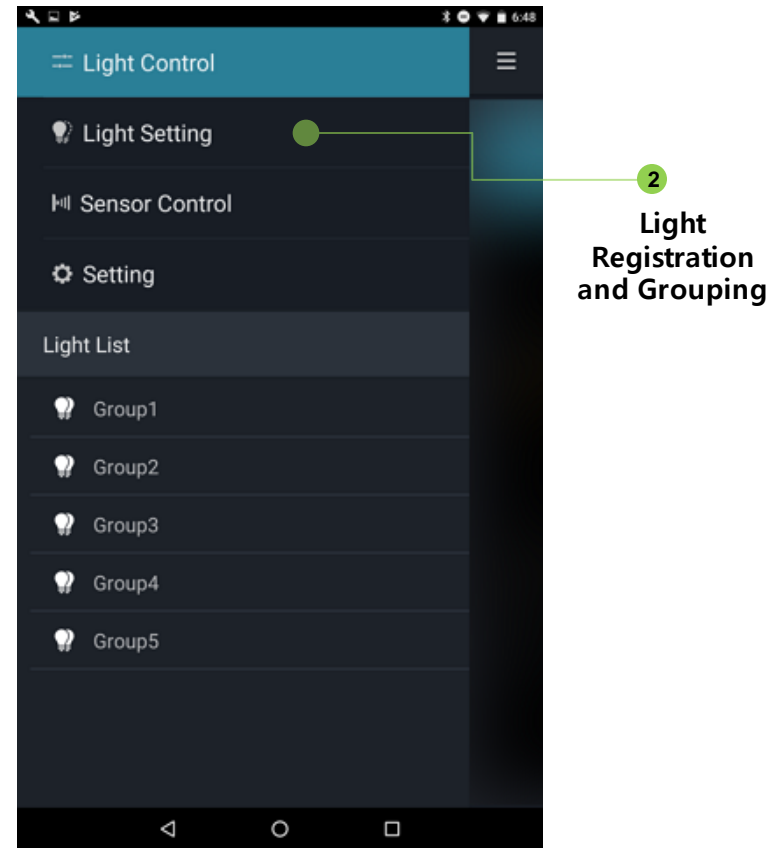 6:48
Light Control
Light Setting
2
Sensor Control
Light
Registration
and Grouping
Setting
Light List
Group1
Group2
Group3
Group4
Group5